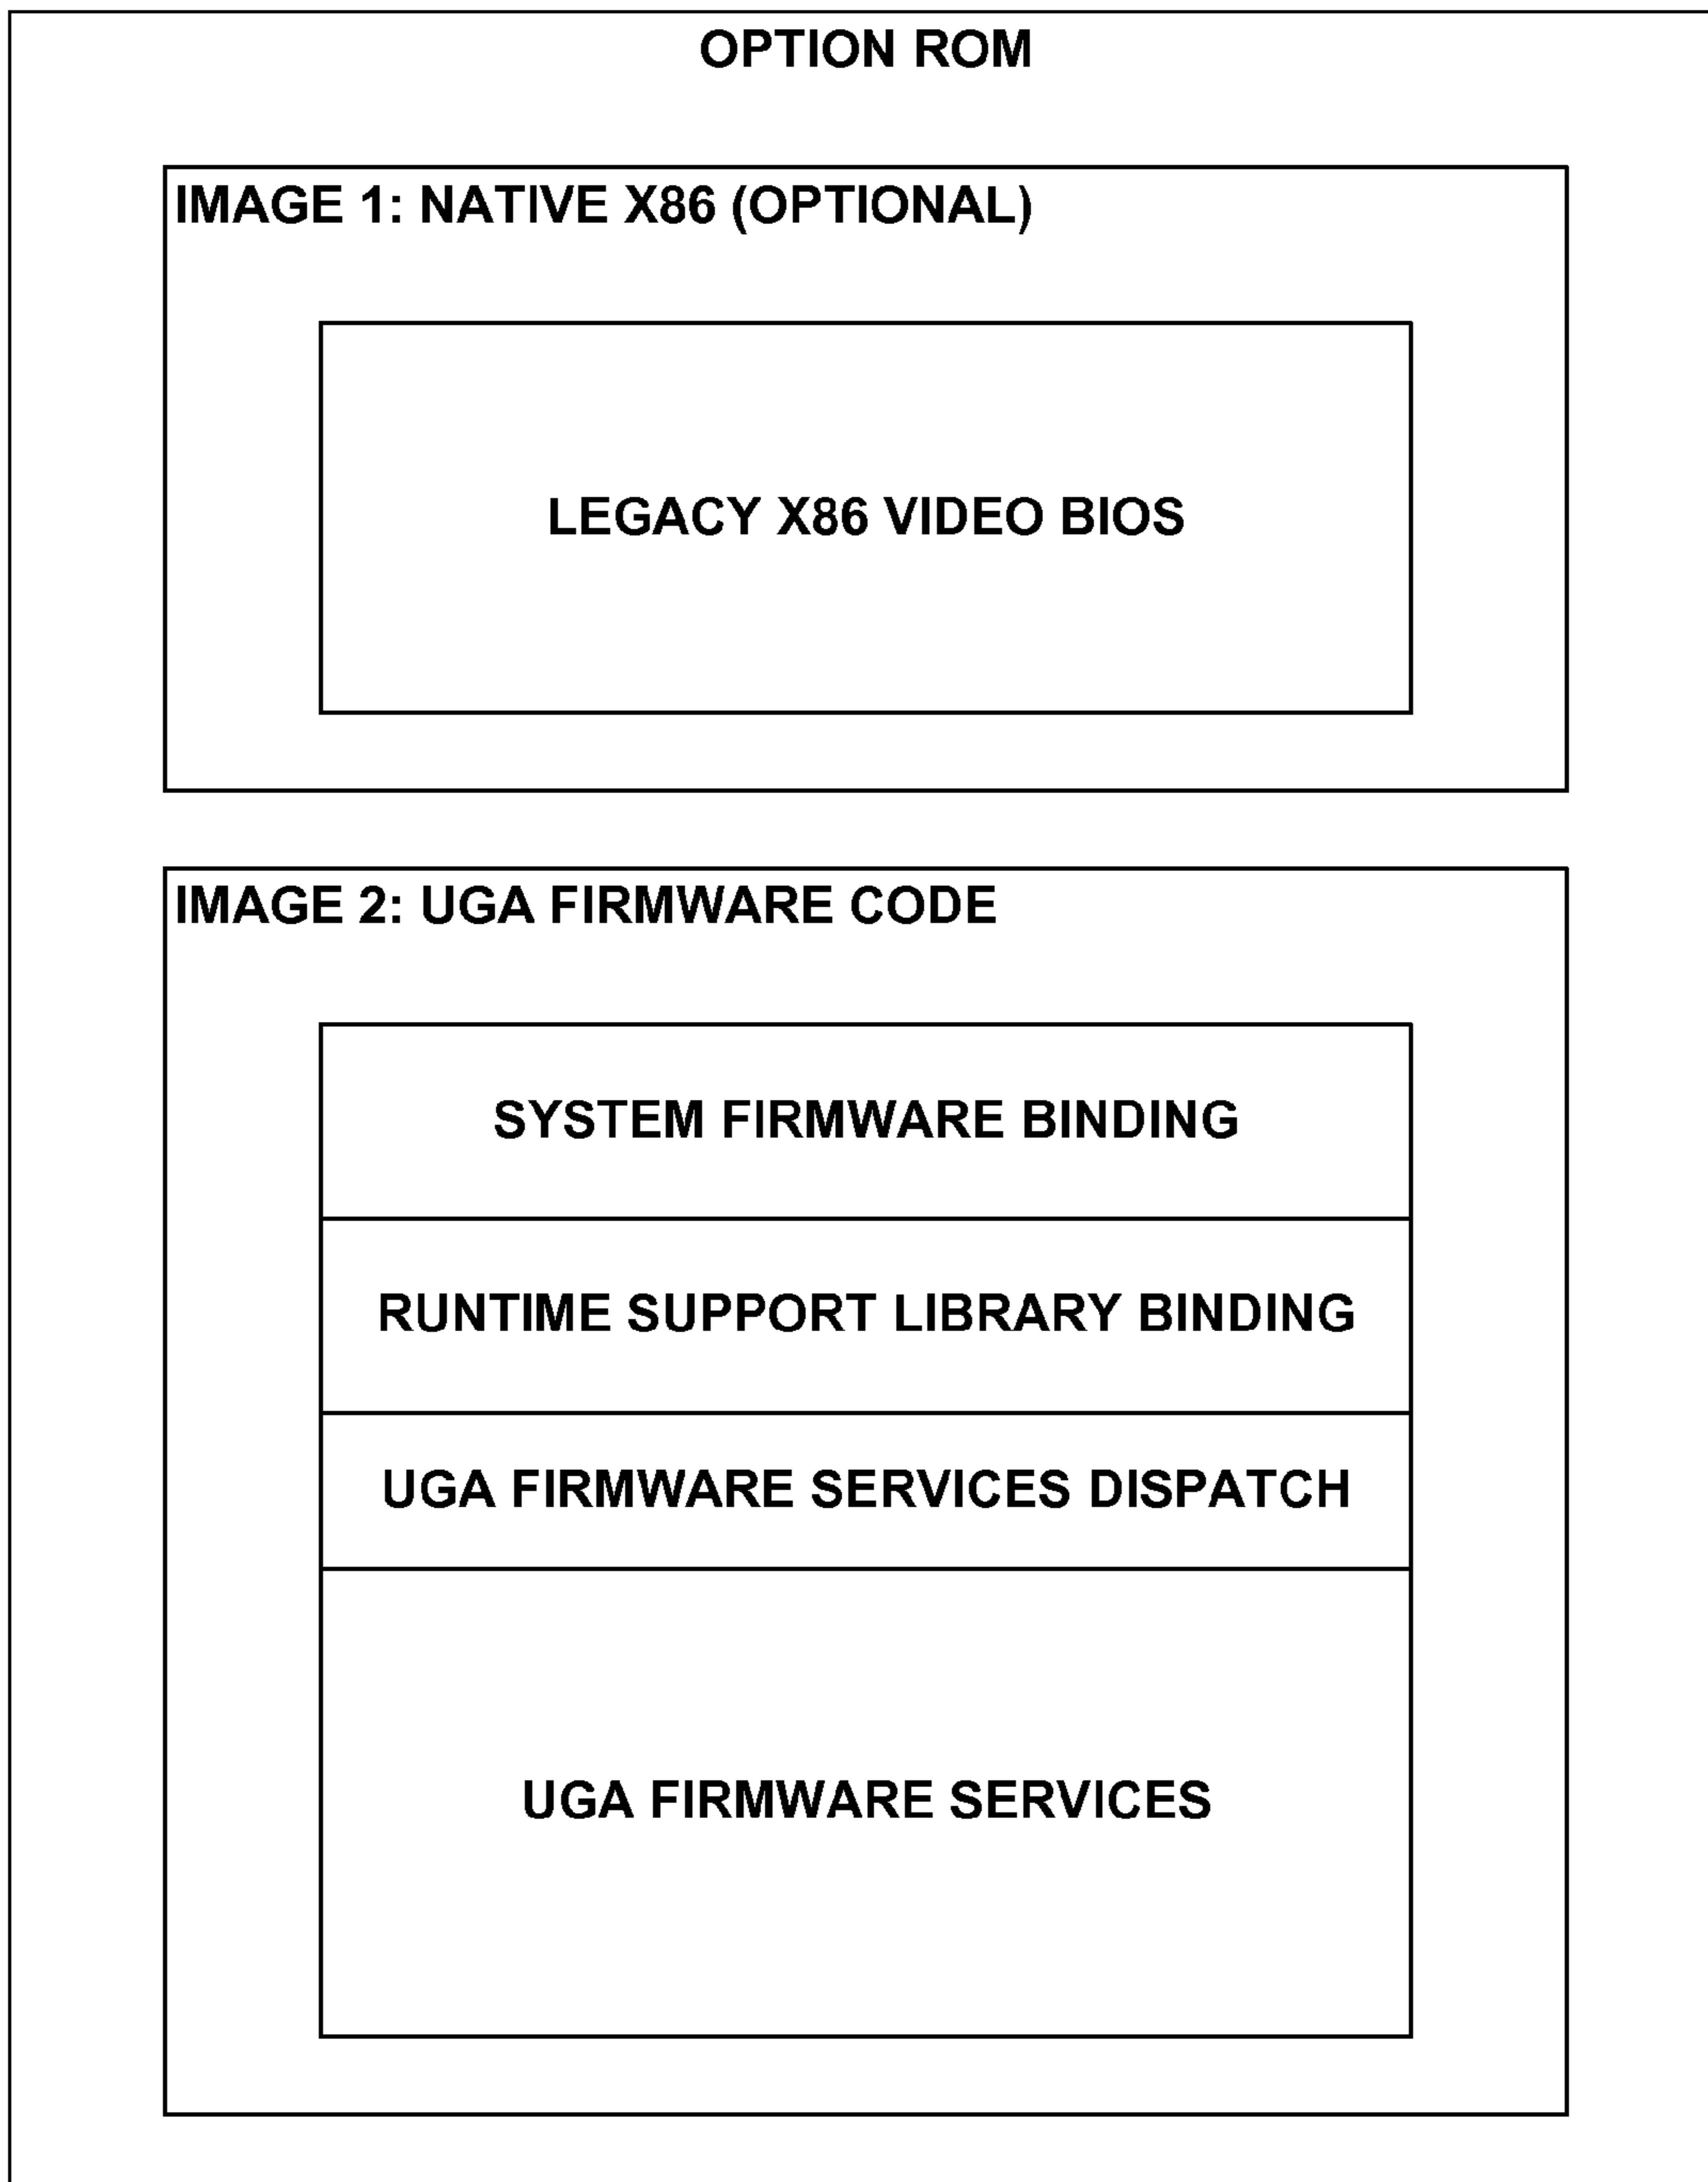 OPTION ROM
IMAGE 1: NATIVE X86 (OPTIONAL)
LEGACY X86 VIDEO BIOS
IMAGE 2: UGA FIRMWARE CODE
SYSTEM FIRMWARE BINDING
RUNTIME SUPPORT LIBRARY BINDING
UGA FIRMWARE SERVICES DISPATCH
UGA FIRMWARE SERVICES